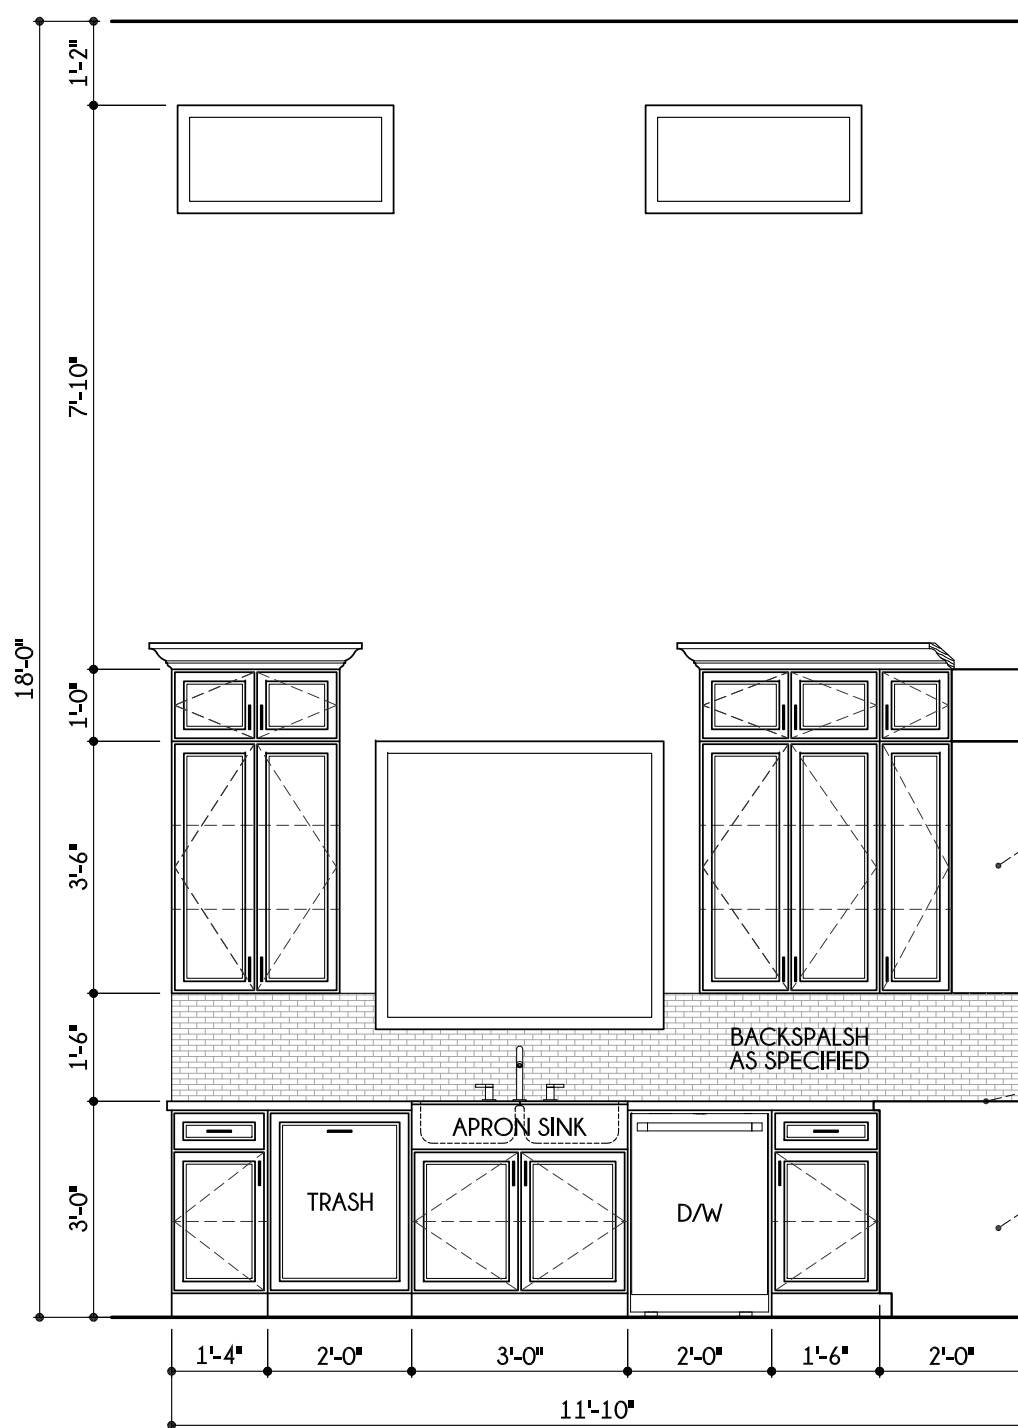 1'-2"
7'-10"
18'-0"
1'-0"
3'-6"
1'-6"
BACKSPALSH
AS SPECIFIED
APRON SINK
3'-0"
TRASH
D/W
1'-4"
2'-0"
3'-0"
2'-0"
1'-6"
2'-0"
11'-10"